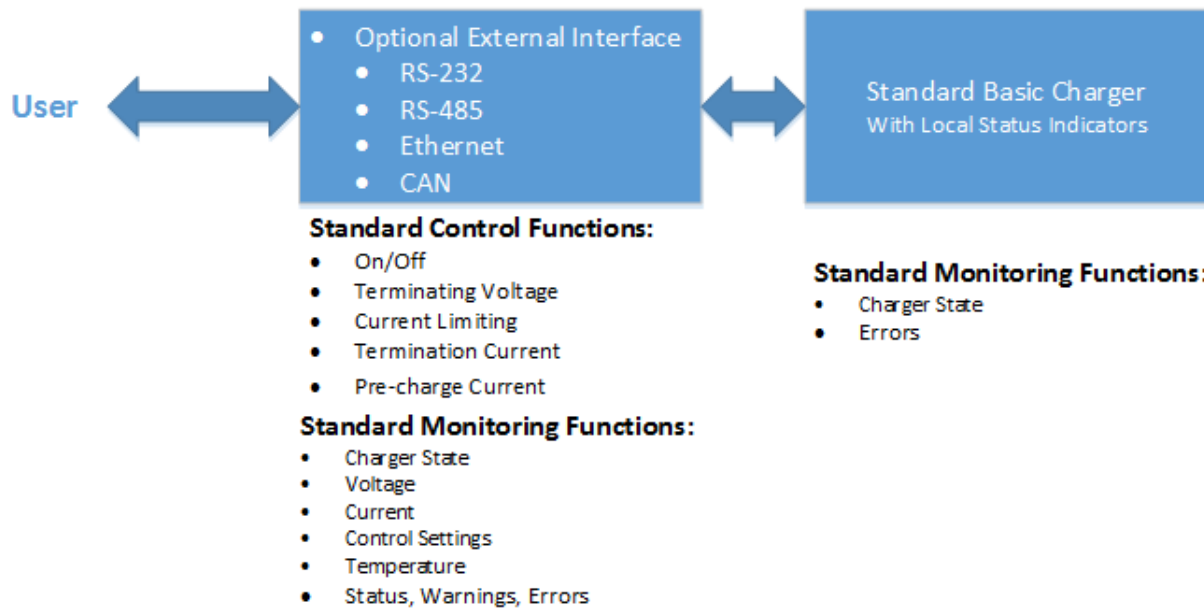 User
• Optional External Interface
• RS-232
• RS-485
• Ethernet
• CAN
Standard Basic Charger
With Local Status Indicators
Standard Control Functions:
• On/Off
• Terminating Voltage
• Current Limiting
• Termination Current
• Pre-charge Current
Standard Monitoring Functions:
• Charger State
• Voltage
• Current
• Control Settings
• Temperature
• Status, Warnings, Errors
Standard Monitoring Functions:
• Charger State
• Errors